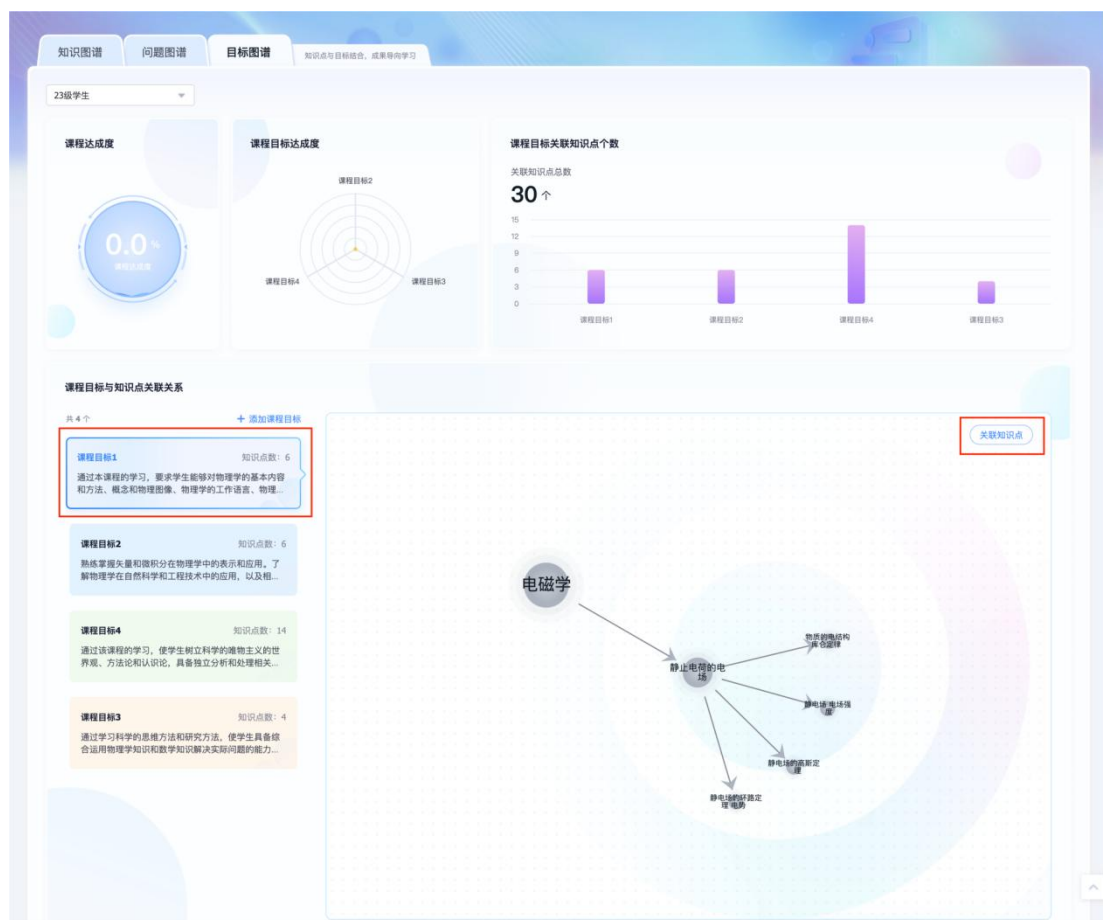 知识图谱
问题图谱
目标图谱
知识点与目标结合，成果导向学习
23级学生
课程达成度
0.0 %
课程达成度
课程目标达成度
课程目标2
课程目标4
课程目标3
课程目标关联知识点个数
关联知识点总数
30 个
15
12
9
6
3
0
课程目标1
课程目标2
课程目标4
课程目标3
课程目标与知识点关联关系
共 4 个
+ 添加课程目标
课程目标1
知识点数：6
通过本课程的学习，要求学生能够对物理学的基本内容
和方法、概念和物理图像、物理学的工作语言、物理...
课程目标2
知识点数：6
熟练掌握矢量和微积分在物理学中的表示和应用。了
解物理学在自然科学和工程技术中的应用，以及相...
课程目标4
知识点数：14
通过该课程的学习，使学生树立科学的唯物主义的世
界观、方法论和认识论，具备独立分析和处理相关...
课程目标3
知识点数：4
通过学习科学的思维方法和研究方法，使学生具备综
合运用物理学知识和数学知识解决实际问题的能力...
关联知识点
电磁学
静止电荷的电
场
物质的电结构
库仑定律
静电场 电场强
度
静电场的高斯定
理
静电场的环路定
理 电势